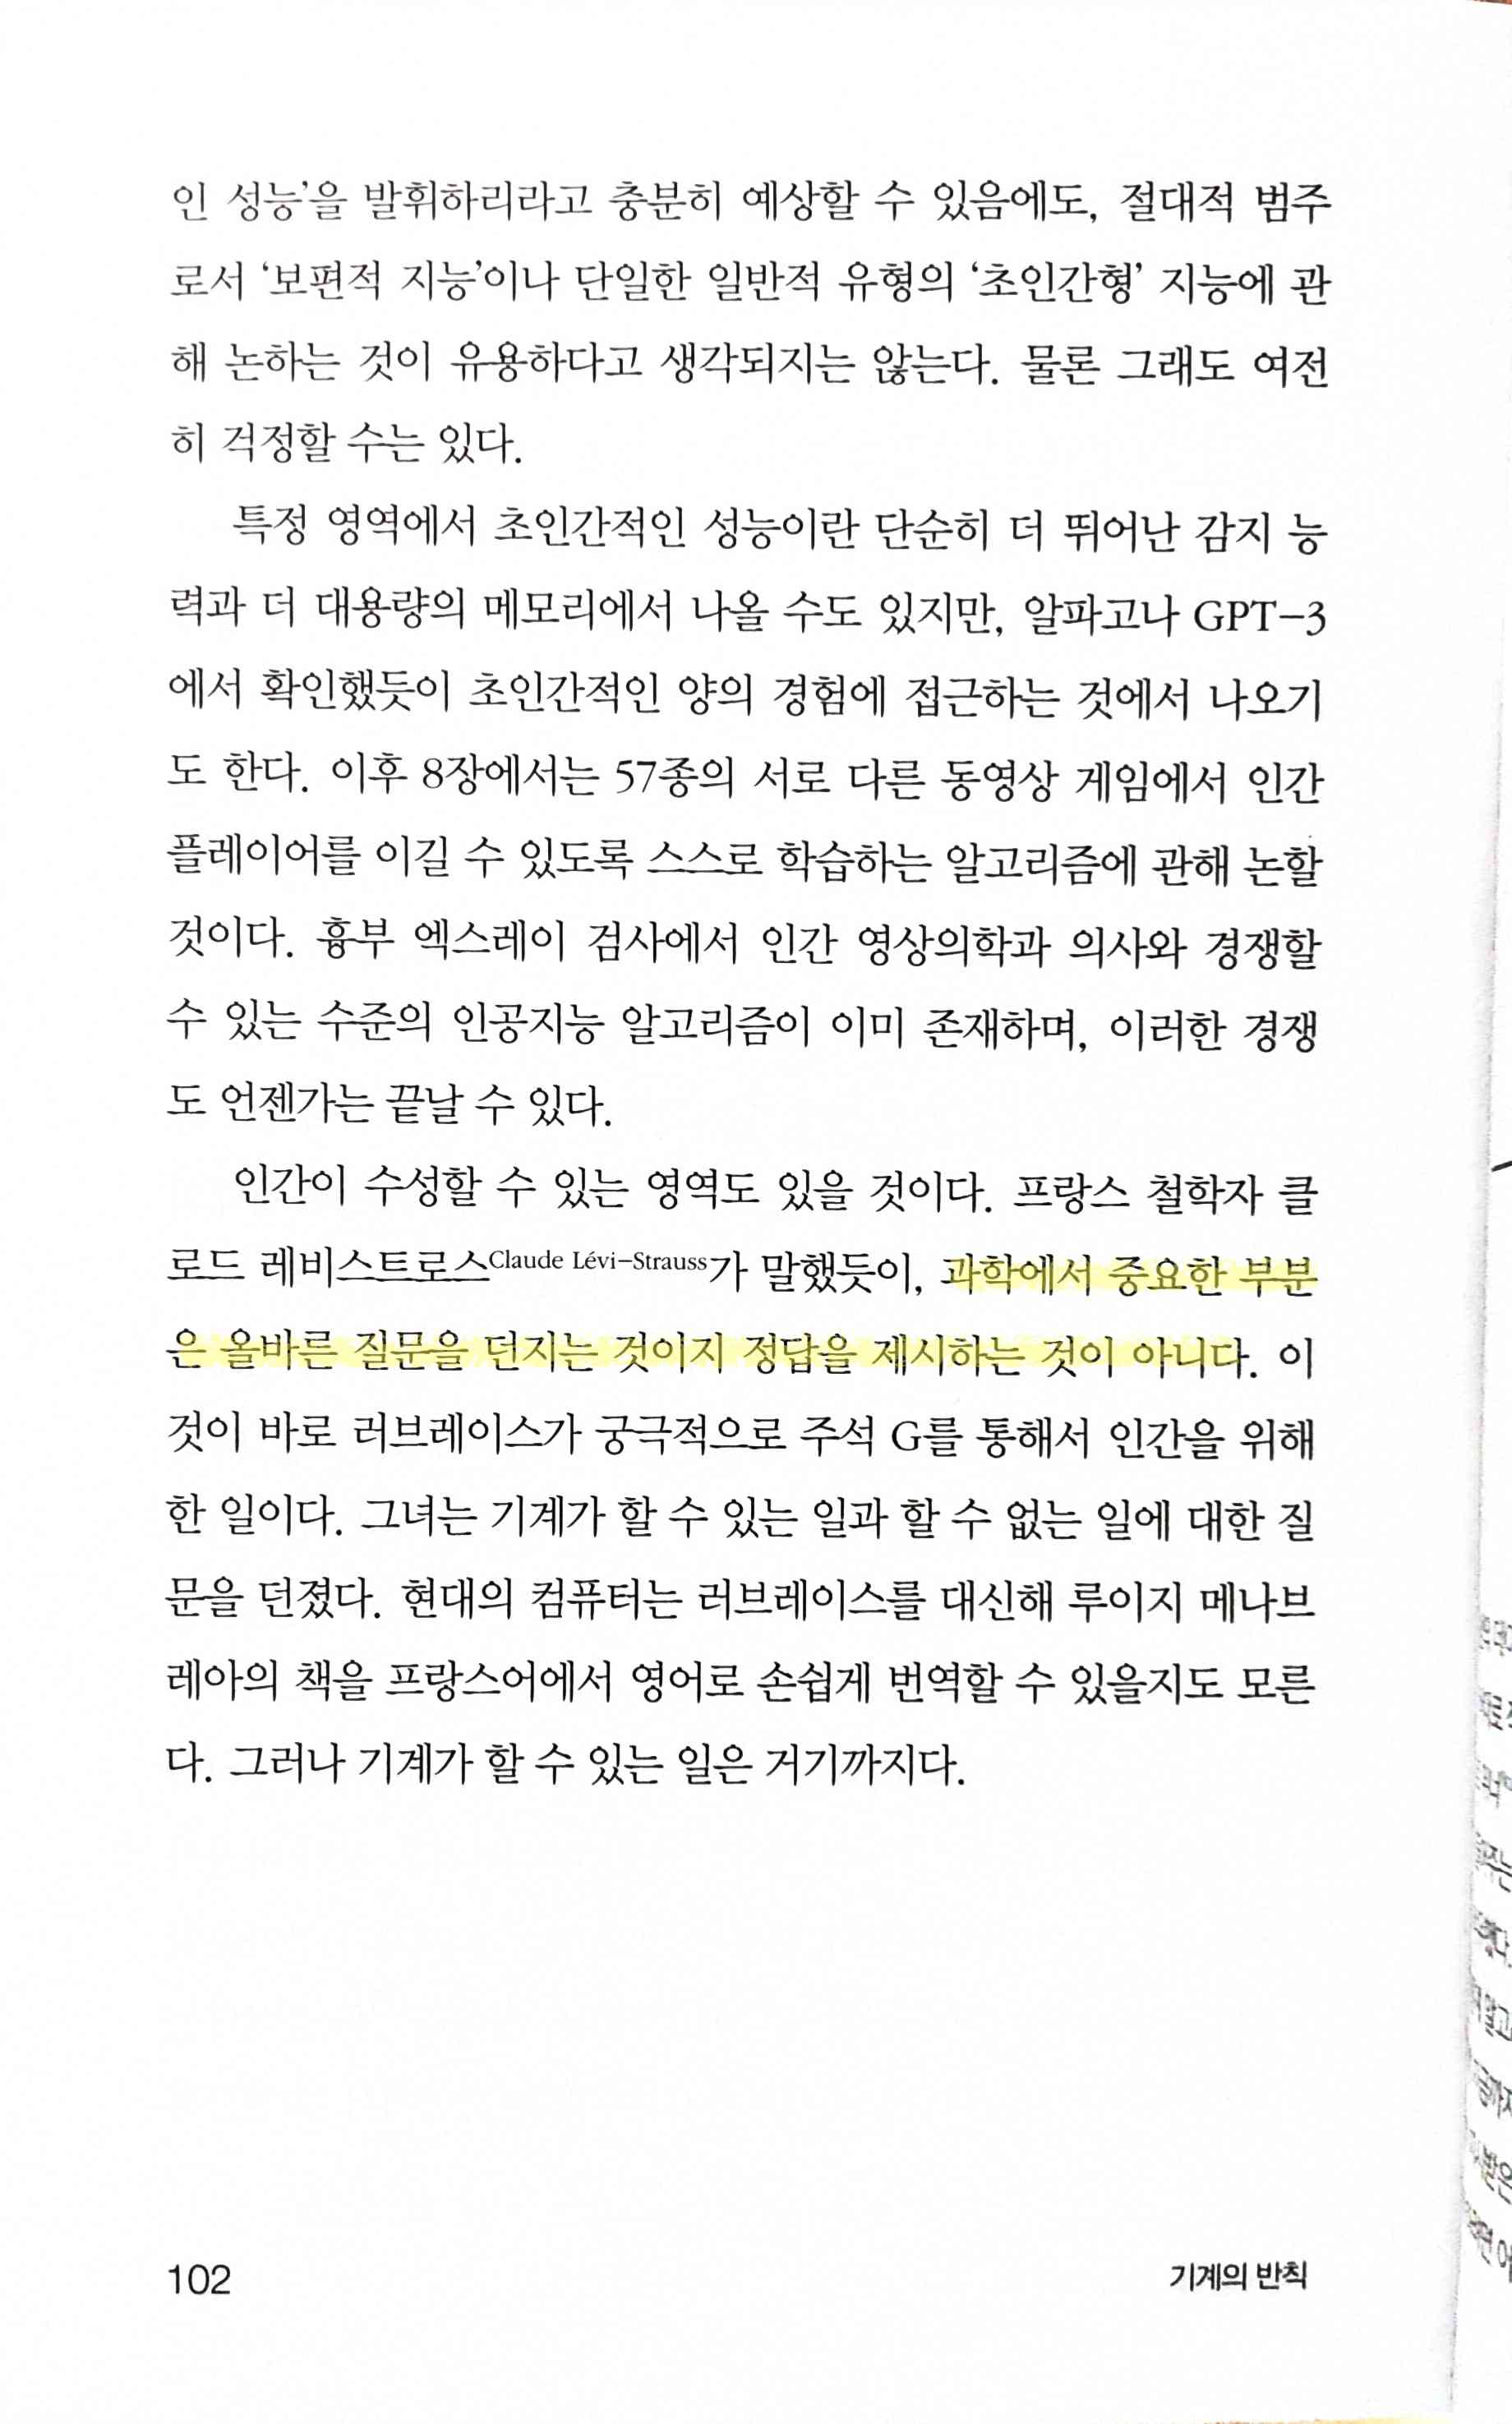 인 성능’을 발휘하리라고 충분히 예상할 수 있음에도, 절대적 범주
로서 ‘보편적 지능’이나 단일한 일반적 유형의 ‘초인간형’ 지능에 관
해 논하는 것이 유용하다고 생각되지는 않는다. 물론 그래도 여전
히 걱정할 수는 있다.
특정 영역에서 초인간적인 성능이란 단순히 더 뛰어난 감지 능
력과 더 대용량의 메모리에서 나올 수도 있지만, 알파고나 GPT-3
에서 확인했듯이 초인간적인 양의 경험에 접근하는 것에서 나오기
도 한다. 이후 8장에서는 57종의 서로 다른 동영상 게임에서 인간
플레이어를 이길 수 있도록 스스로 학습하는 알고리즘에 관해 논할
것이다. 흉부 엑스레이 검사에서 인간 영상의학과 의사와 경쟁할
수 있는 수준의 인공지능 알고리즘이 이미 존재하며, 이러한 경쟁
도 언젠가는 끝날 수 있다.
인간이 수성할 수 있는 영역도 있을 것이다. 프랑스 철학자 클
로드 레비스트로스Claude Lévi-Strauss가 말했듯이, 과학에서 중요한 부분
은 올바른 질문을 던지는 것이지 정답을 제시하는 것이 아니다. 이
것이 바로 러브레이스가 궁극적으로 주석 G를 통해서 인간을 위해
한 일이다. 그녀는 기계가 할 수 있는 일과 할 수 없는 일에 대한 질
문을 던졌다. 현대의 컴퓨터는 러브레이스를 대신해 루이지 메나브
레아의 책을 프랑스어에서 영어로 손쉽게 번역할 수 있을지도 모른
다. 그러나 기계가 할 수 있는 일은 거기까지다.
102
기계의 반칙